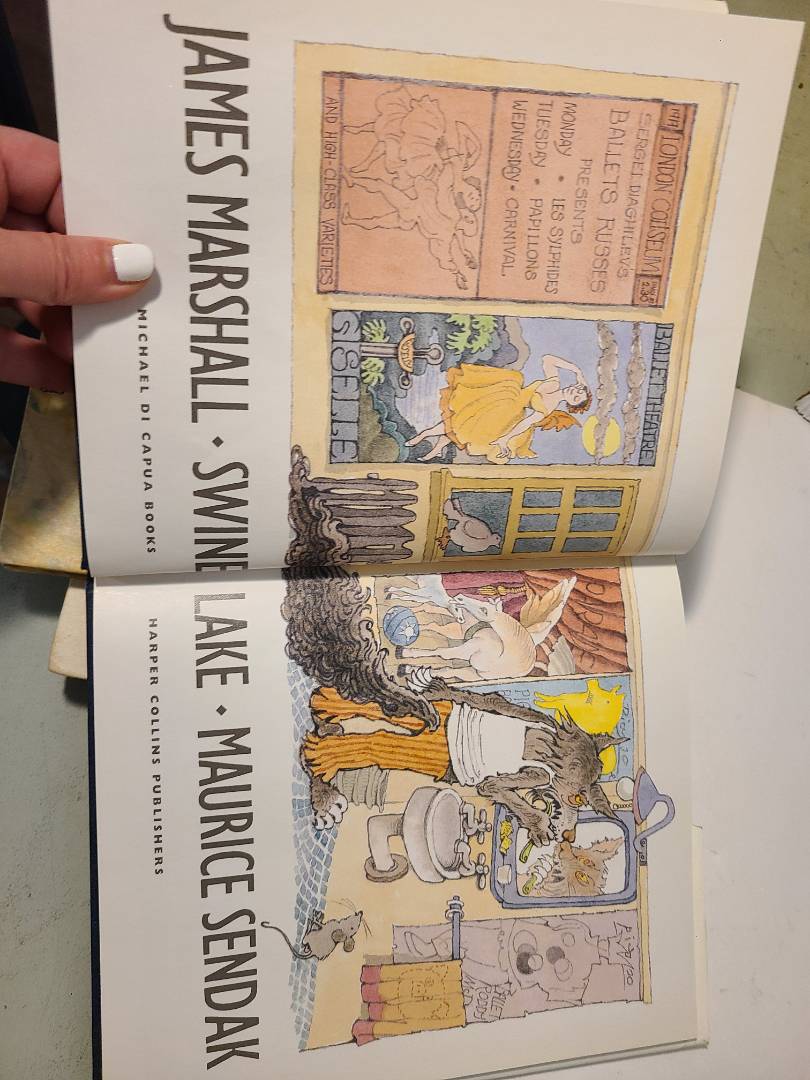 LONDON COLISEUM
SERGEI DIAGHILEV'S
BALLETS RUSSES
PRESENTS
MONDAY • LES SYLPHIDES
TUESDAY • PAPILLONS
WEDNESDAY • CARNIVAL
AND HIGH-CLASS VARIETIES
BALLET THEATRE
GISELLE
JAMES MARSHALL • SWINE LAKE • MAURICE SENDAK
MICHAEL DI CAPUA BOOKS
HARPER COLLINS PUBLISHERS